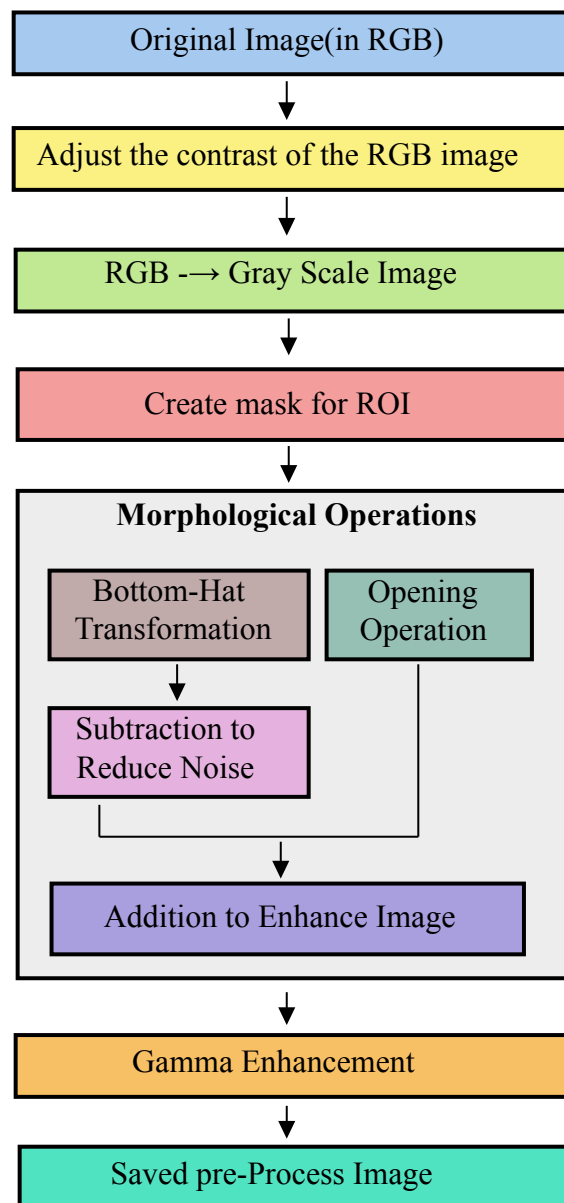 Original Image(in RGB)
Adjust the contrast of the RGB image
RGB -→ Gray Scale Image
Create mask for ROI
Morphological Operations
Bottom-Hat
Transformation
Opening
Operation
Subtraction to
Reduce Noise
Addition to Enhance Image
Gamma Enhancement
Saved pre-Process Image